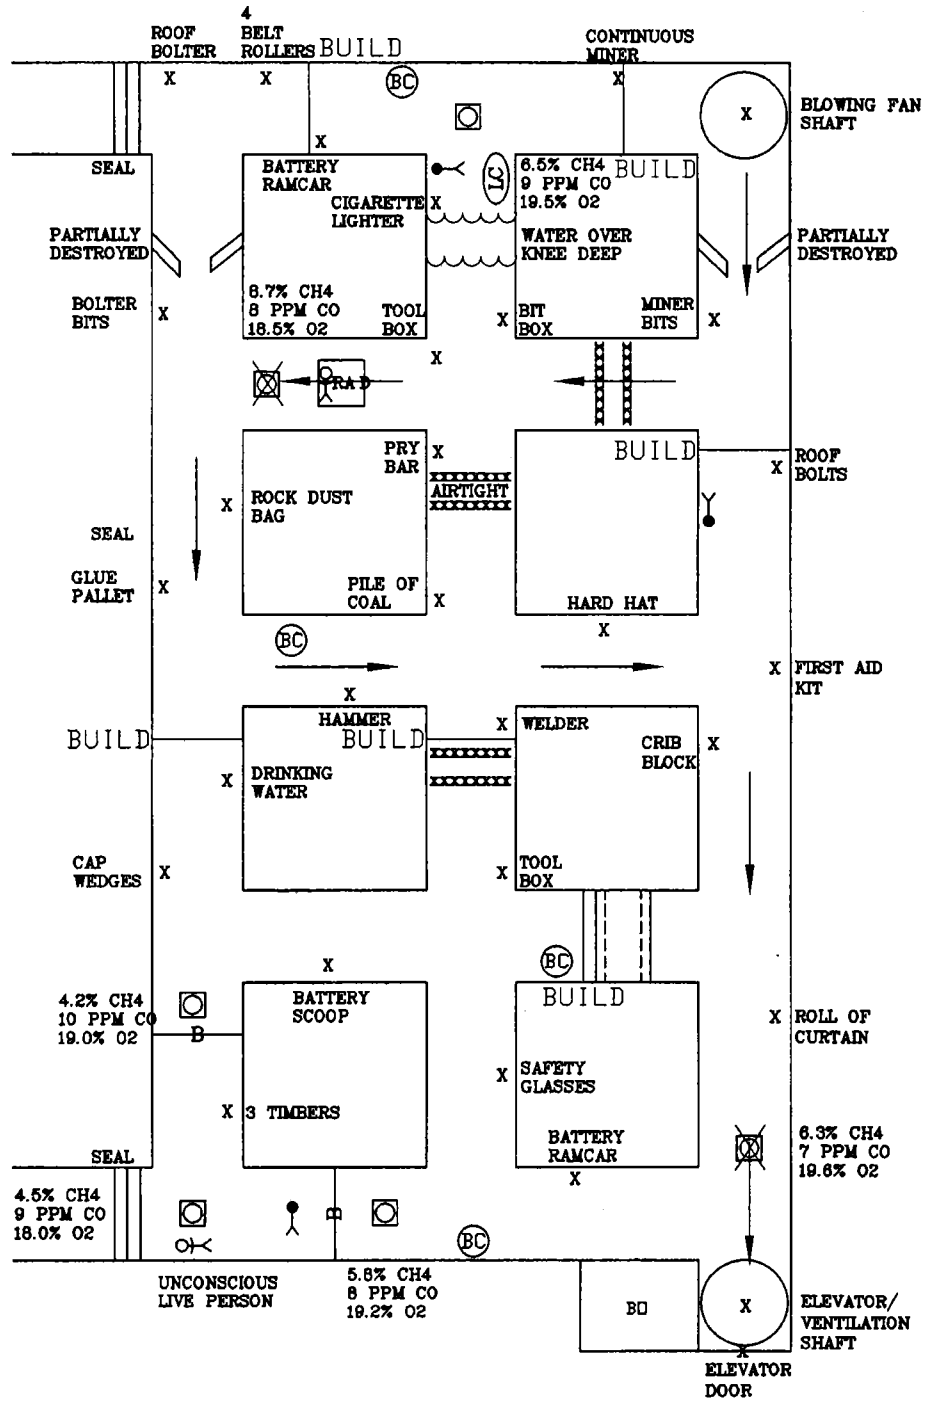 4
ROOF
BOLTER
BELT
ROLLERS
BUILD
CONTINUOUS
MINER
X
X
BC
X
X
BLOWING FAN
SHAFT
X
SEAL
BATTERY
RAMCAR
CIGARETTE X
LIGHTER
LC
6.5% CH4
9 PPM CO
19.5% O2
BUILD
PARTIALLY
DESTROYED
WATER OVER
KNEE DEEP
PARTIALLY
DESTROYED
8.7% CH4
8 PPM CO
18.5% O2
TOOL
BOX
BOLTER
BITS
X
X
BIT
BOX
MINER
BITS
X
X
RAD
PRY
BAR
X
BUILD
ROOF
BOLTS
X
AIRTIGHT
X
ROCK DUST
BAG
SEAL
GLUE
PALLET
X
PILE OF
COAL
X
HARD HAT
X
BC
X
FIRST AID
KIT
X
HAMMER
BUILD
BUILD
X
WELDER
CRIB
BLOCK
X
X
DRINKING
WATER
CAP
WEDGES
X
X
TOOL
BOX
X
BC
BATTERY
SCOOP
BUILD
4.2% CH4
10 PPM CO
19.0% O2
B
X
ROLL OF
CURTAIN
X
SAFETY
GLASSES
X
3 TIMBERS
BATTERY
RAMCAR
X
6.3% CH4
7 PPM CO
19.6% O2
SEAL
4.5% CH4
9 PPM CO
18.0% O2
B
BC
UNCONSCIOUS
LIVE PERSON
5.8% CH4
8 PPM CO
19.2% O2
BO
X
ELEVATOR/
VENTILATION
SHAFT
X
ELEVATOR
DOOR